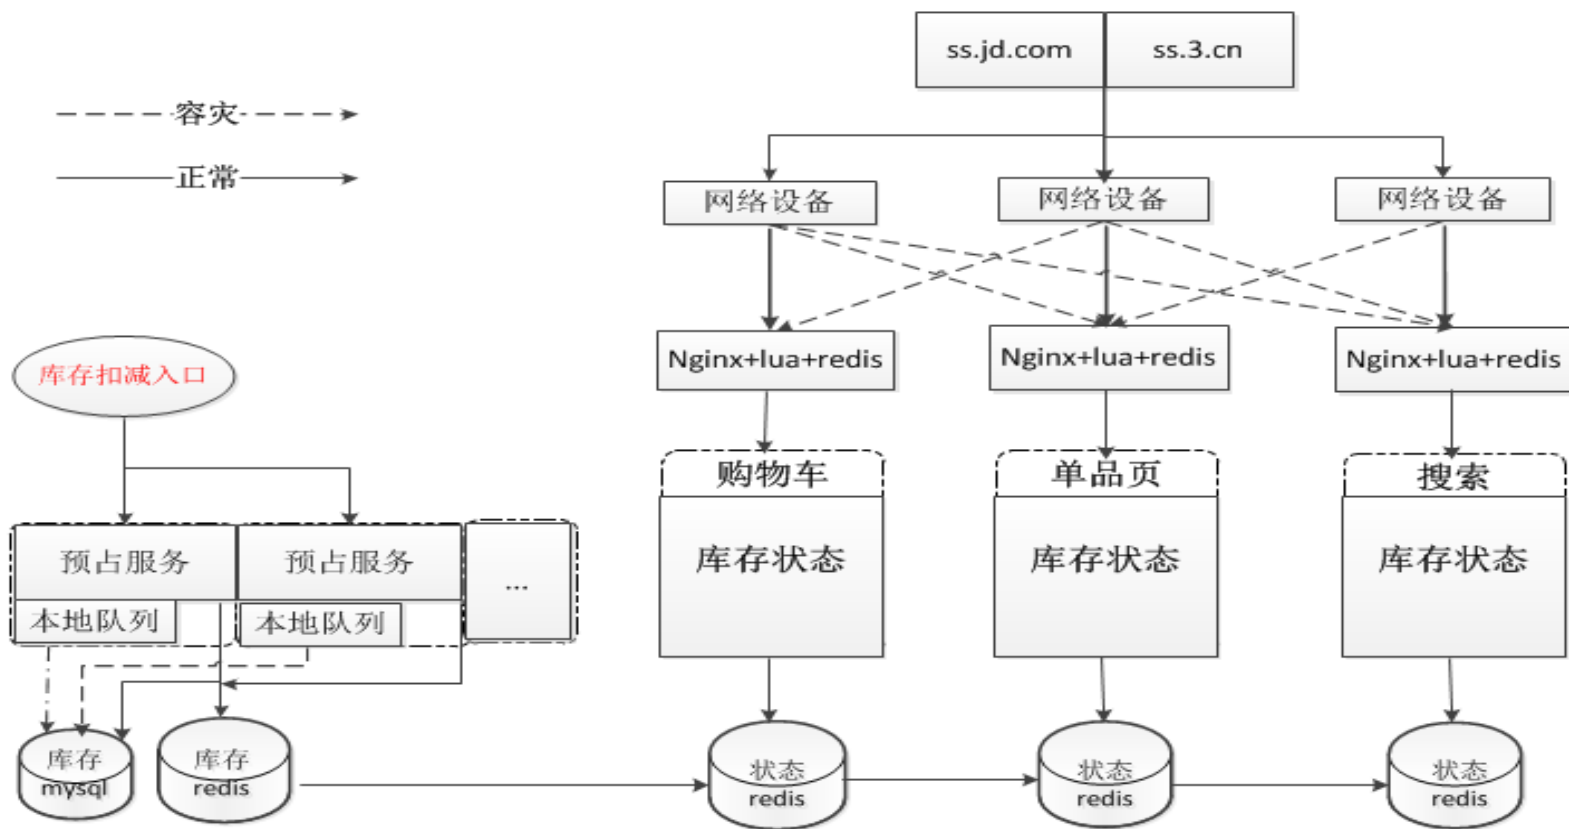 ss.jd.com
ss.3.cn
容灾
正常
网络设备
网络设备
网络设备
Nginx+lua+redis
Nginx+lua+redis
Nginx+lua+redis
库存扣减入口
购物车
单品页
搜索
库存状态
库存状态
库存状态
预占服务
预占服务
...
本地队列
本地队列
库存
mysql
库存
redis
状态
redis
状态
redis
状态
redis